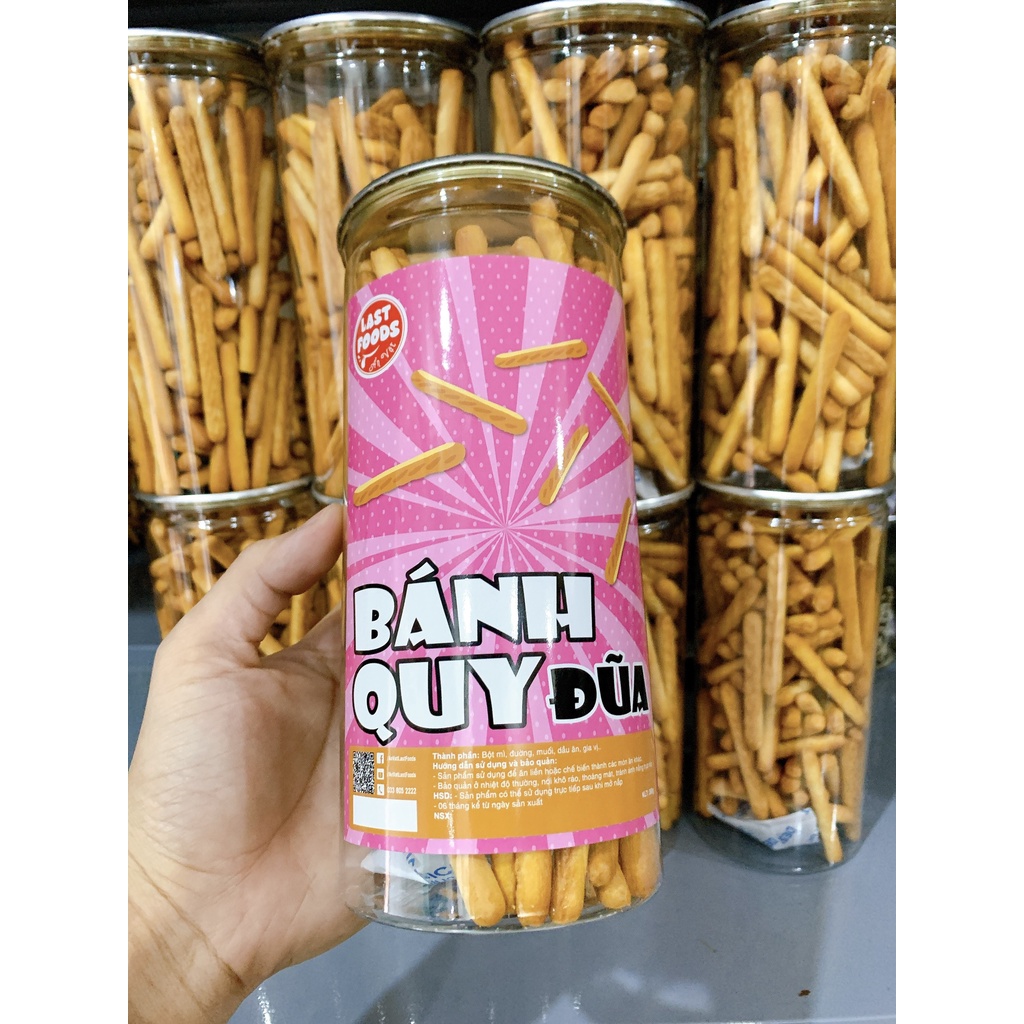 LAST
FOODS
BÁNH
QUY ĐŨA
Thành phần: Bột mì, đường, muối, dầu ăn, gia vị..
Hướng dẫn sử dụng và bảo quản:
- Sản phẩm sử dụng để ăn liền hoặc chế biến thành các món ăn khác
- Bảo quản ở nhiệt độ thường, nơi khô ráo, thoáng mát, tránh ánh nắng
HSD: - Sản phẩm có thể sử dụng trực tiếp sau khi mở nắp
- 06 tháng kể từ ngày sản xuất
NSX: